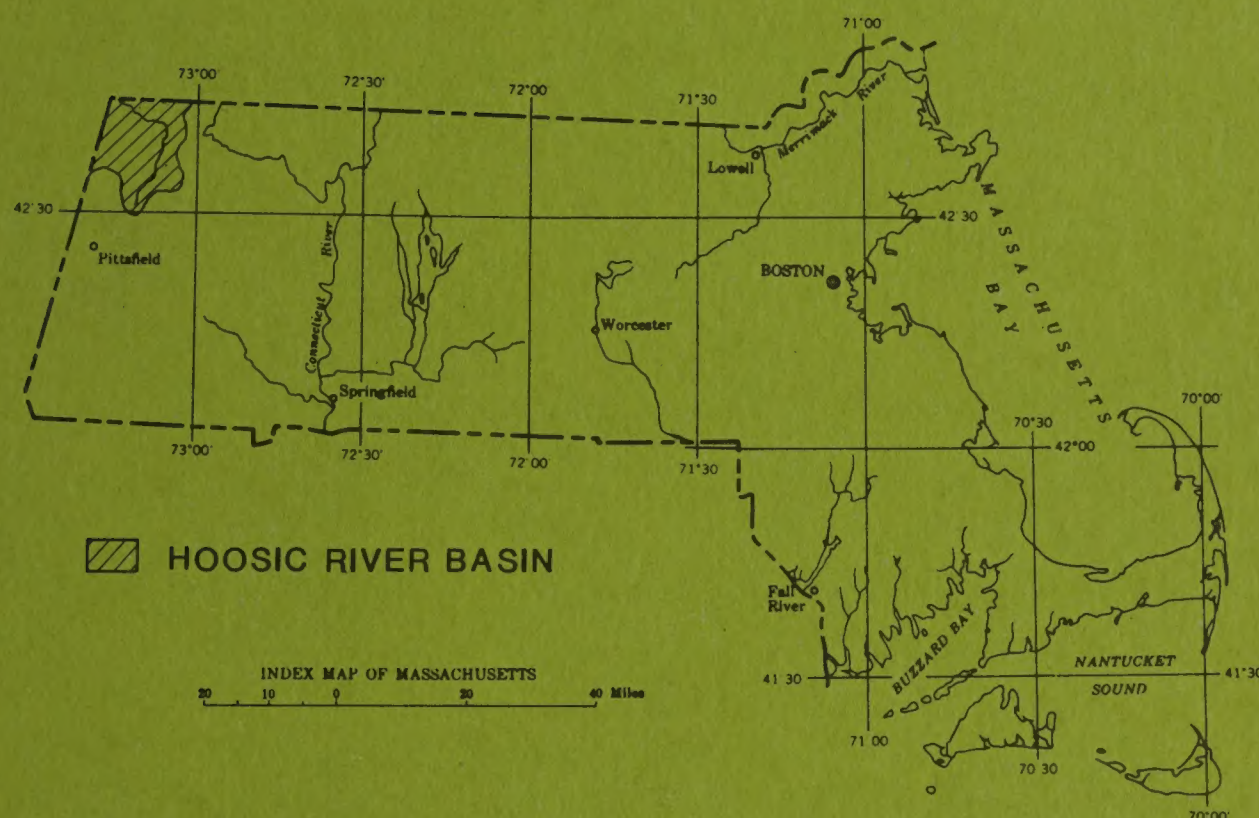 71°00'
73°00'
72°30'
72°00'
71°30'
Merrimack River
Lowell
42°30'
42°30'
MASSACHUSETTS BAY
Pittsfield
BOSTON
Connecticut River
Worcester
Springfield
70°00'
70°30'
73°00'
72°30'
72°00'
71°30'
42°00'
HOOSIC RIVER BASIN
Fall
River
BUZZARD BAY
NANTUCKET
SOUND
INDEX MAP OF MASSACHUSETTS
41 30
41°30
20 10 0 20 40 Miles
71 00
70 30
70°00'